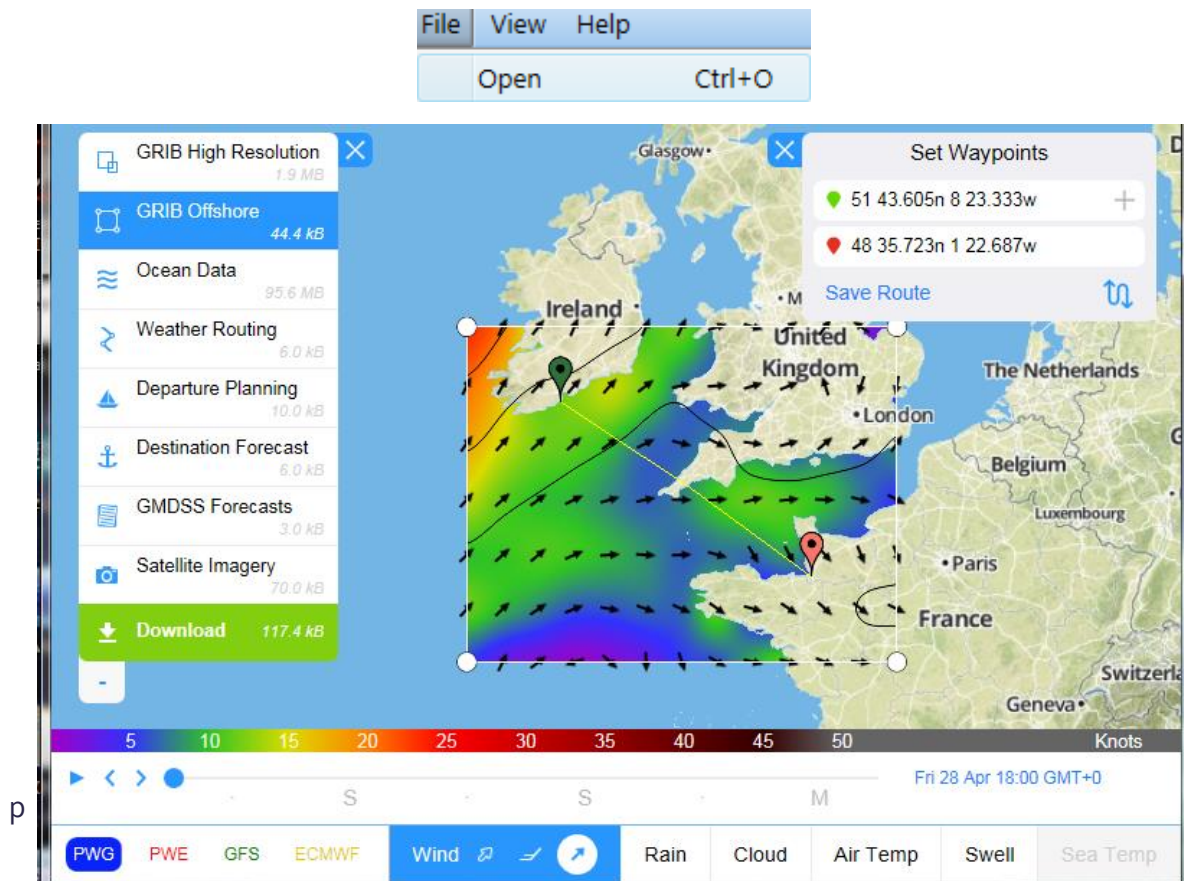 File View Help
Open Ctrl+O
GRIB High Resolution
1.9 MB
GRIB Offshore
44.4 kB
Ocean Data
95.6 MB
Weather Routing
6.0 kB
Departure Planning
10.0 kB
Destination Forecast
6.0 kB
GMDSS Forecasts
3.0 kB
Satellite Imagery
70.0 kB
Download 117.4 kB
-
Set Waypoints
51 43.605n 8 23.333w
48 35.723n 1 22.687w
Save Route
Glasgow
Ireland
United
Kingdom
The Netherlands
London
Belgium
Luxembourg
Paris
France
Geneva
5 10 15 20 25 30 35 40 45 50 Knots
Fri 28 Apr 18:00 GMT+0
S S M
p
PWG PWE GFS ECMWF Wind Rain Cloud Air Temp Swell Sea Temp